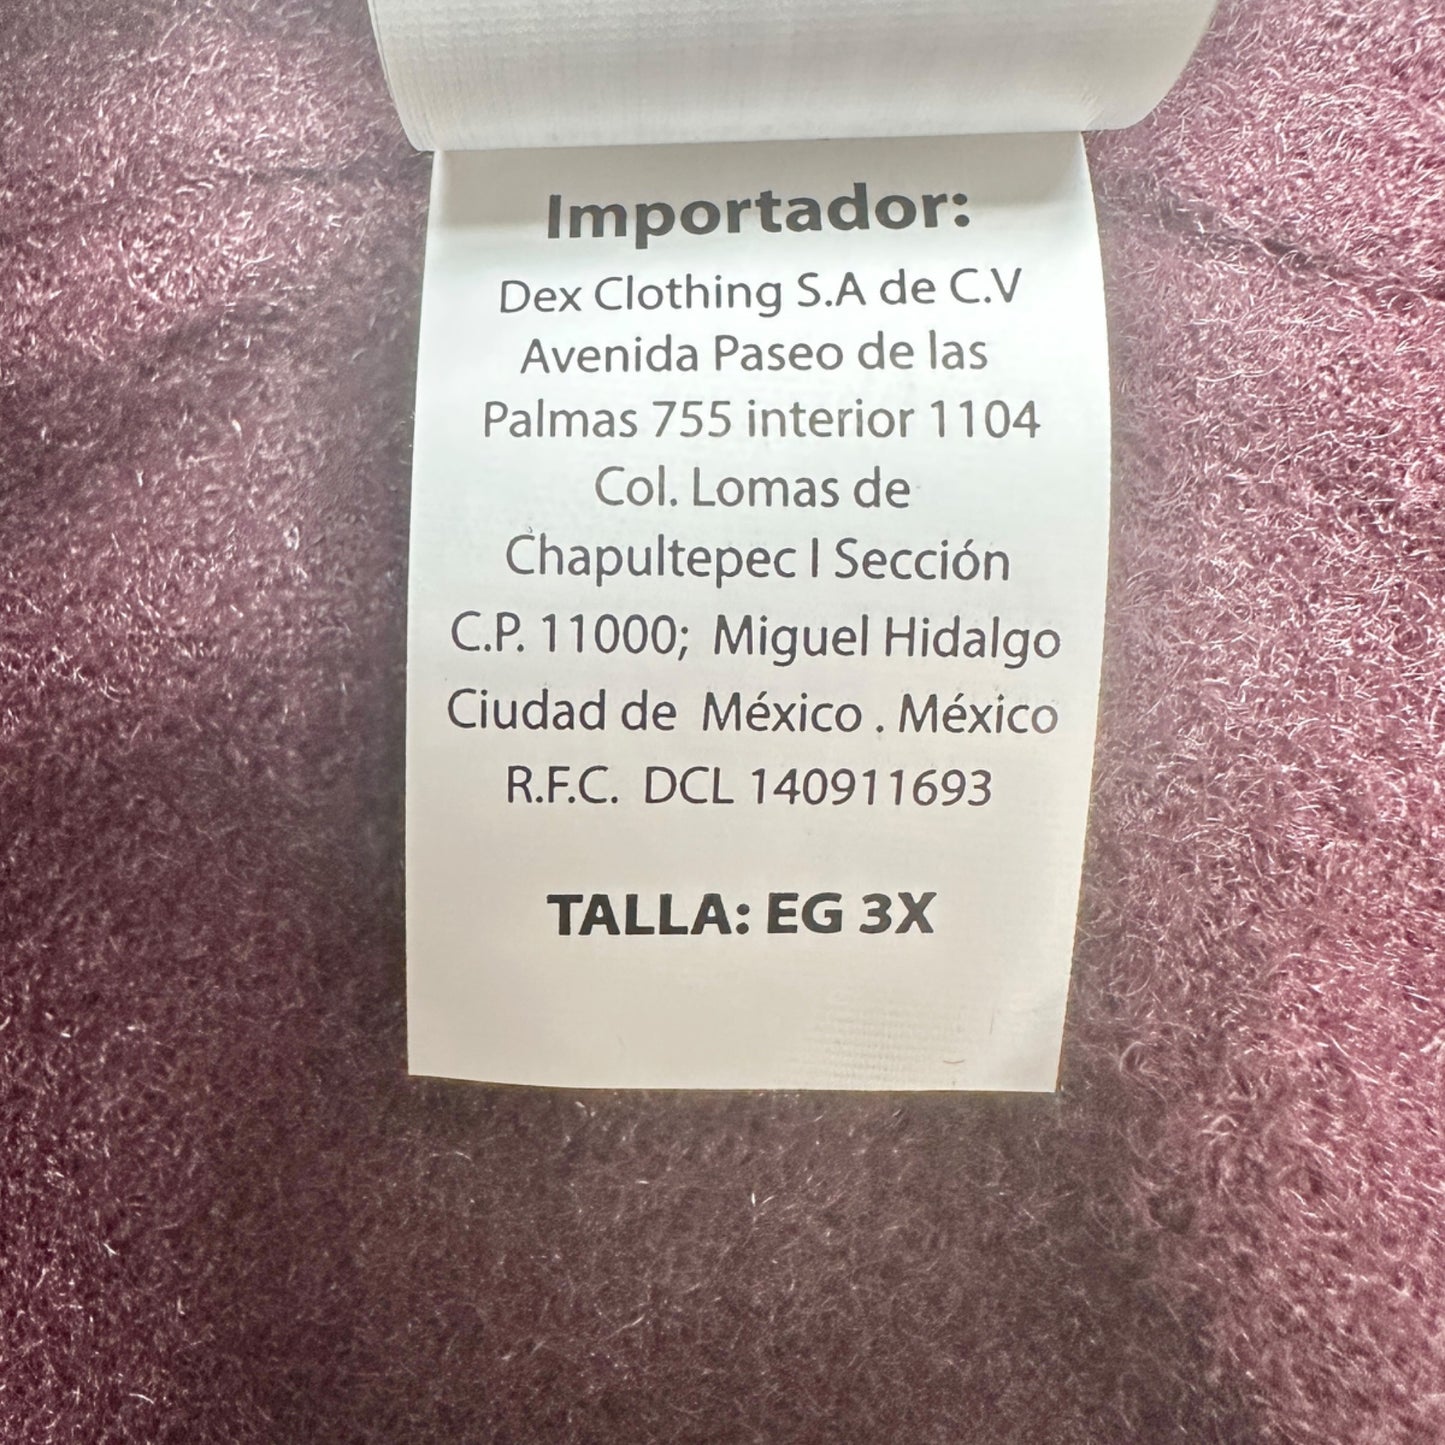 Importador:
Dex Clothing S.A de C.V
Avenida Paseo de las
Palmas 755 interior 1104
Col. Lomas de
Chapultepec I Sección
C.P. 11000; Miguel Hidalgo
Ciudad de México . México
R.F.C. DCL 140911693
TALLA: EG 3X